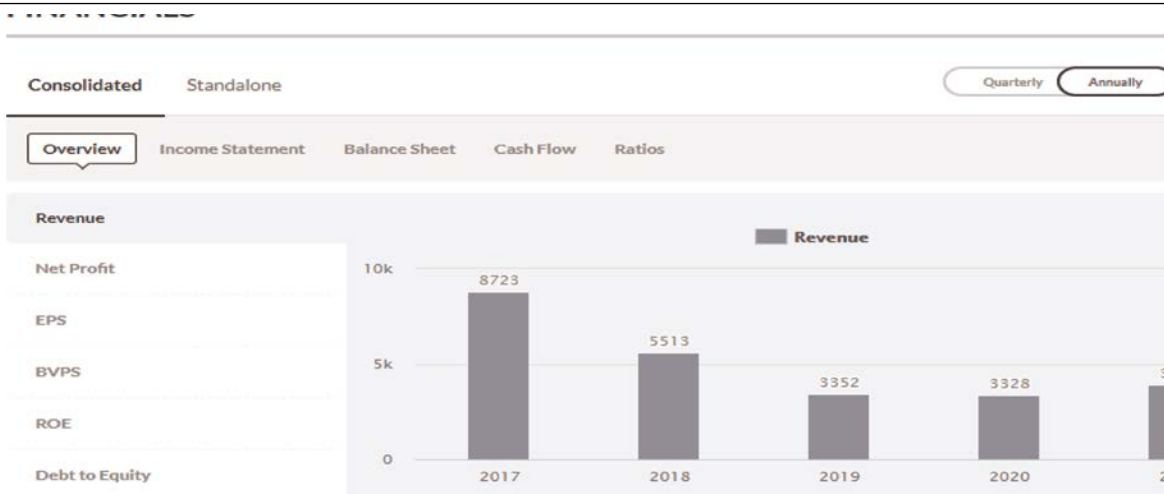 FINANCIALS
Consolidated Standalone
Quarterly Annually
Overview Income Statement Balance Sheet Cash Flow Ratios
Revenue
Net Profit
EPS
BVPS
ROE
Debt to Equity
Revenue
10k
5k
0
8723
5513
3352
3328
2017 2018 2019 2020